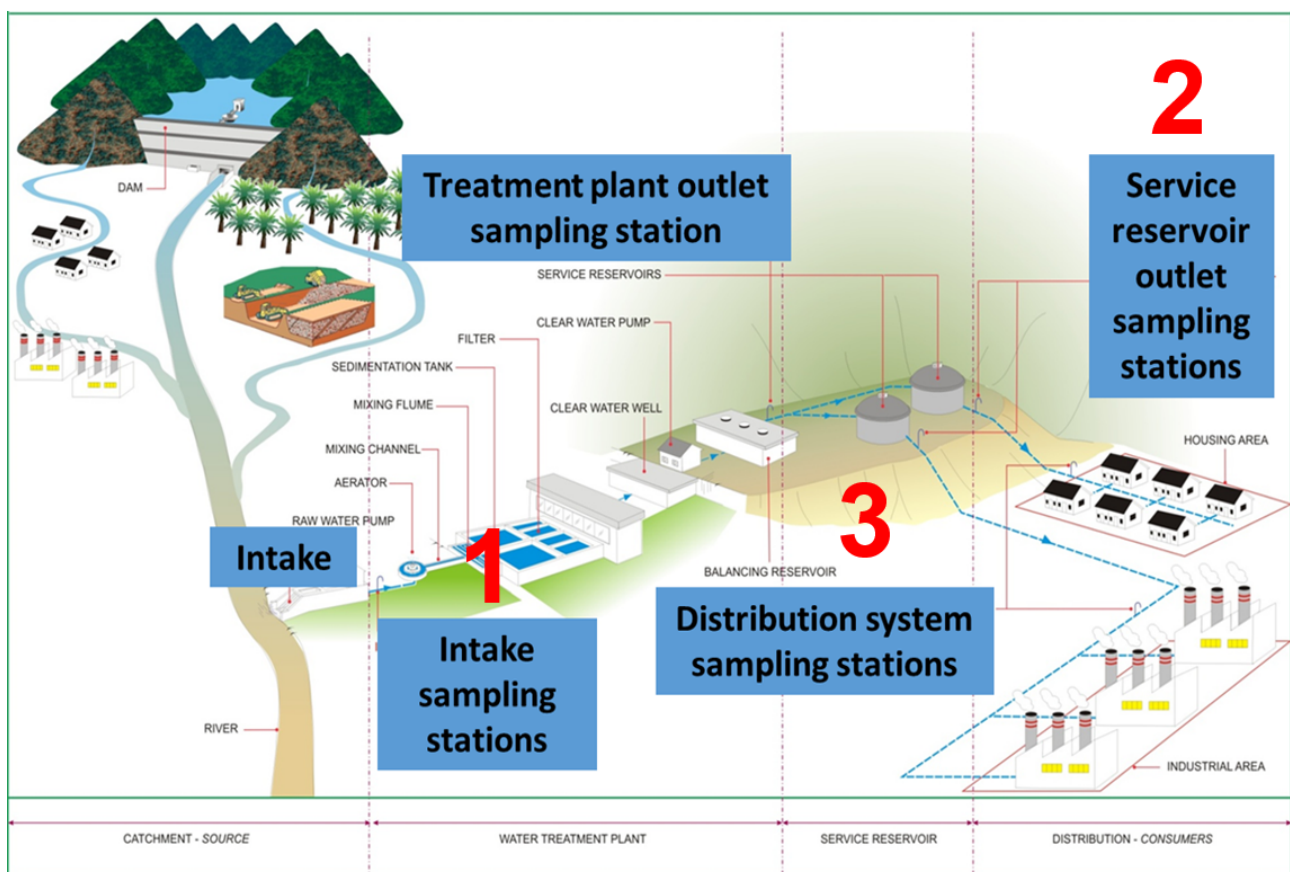 2
DAM
Treatment plant outlet
sampling station
Service
reservoir
outlet
sampling
stations
SERVICE RESERVOIRS
CLEAR WATER PUMP
FILTER
SEDIMENTATION TANK
MIXING FLUME
CLEAR WATER WELL
MIXING CHANNEL
HOUSING AREA
AERATOR
RAW WATER PUMP
1
3
Intake
BALANCING RESERVOIR
Intake
sampling
stations
Distribution system
sampling stations
RIVER
INDUSTRIAL AREA
CATCHMENT - SOURCE
WATER TREATMENT PLANT
SERVICE RESERVOIR
DISTRIBUTION - CONSUMERS